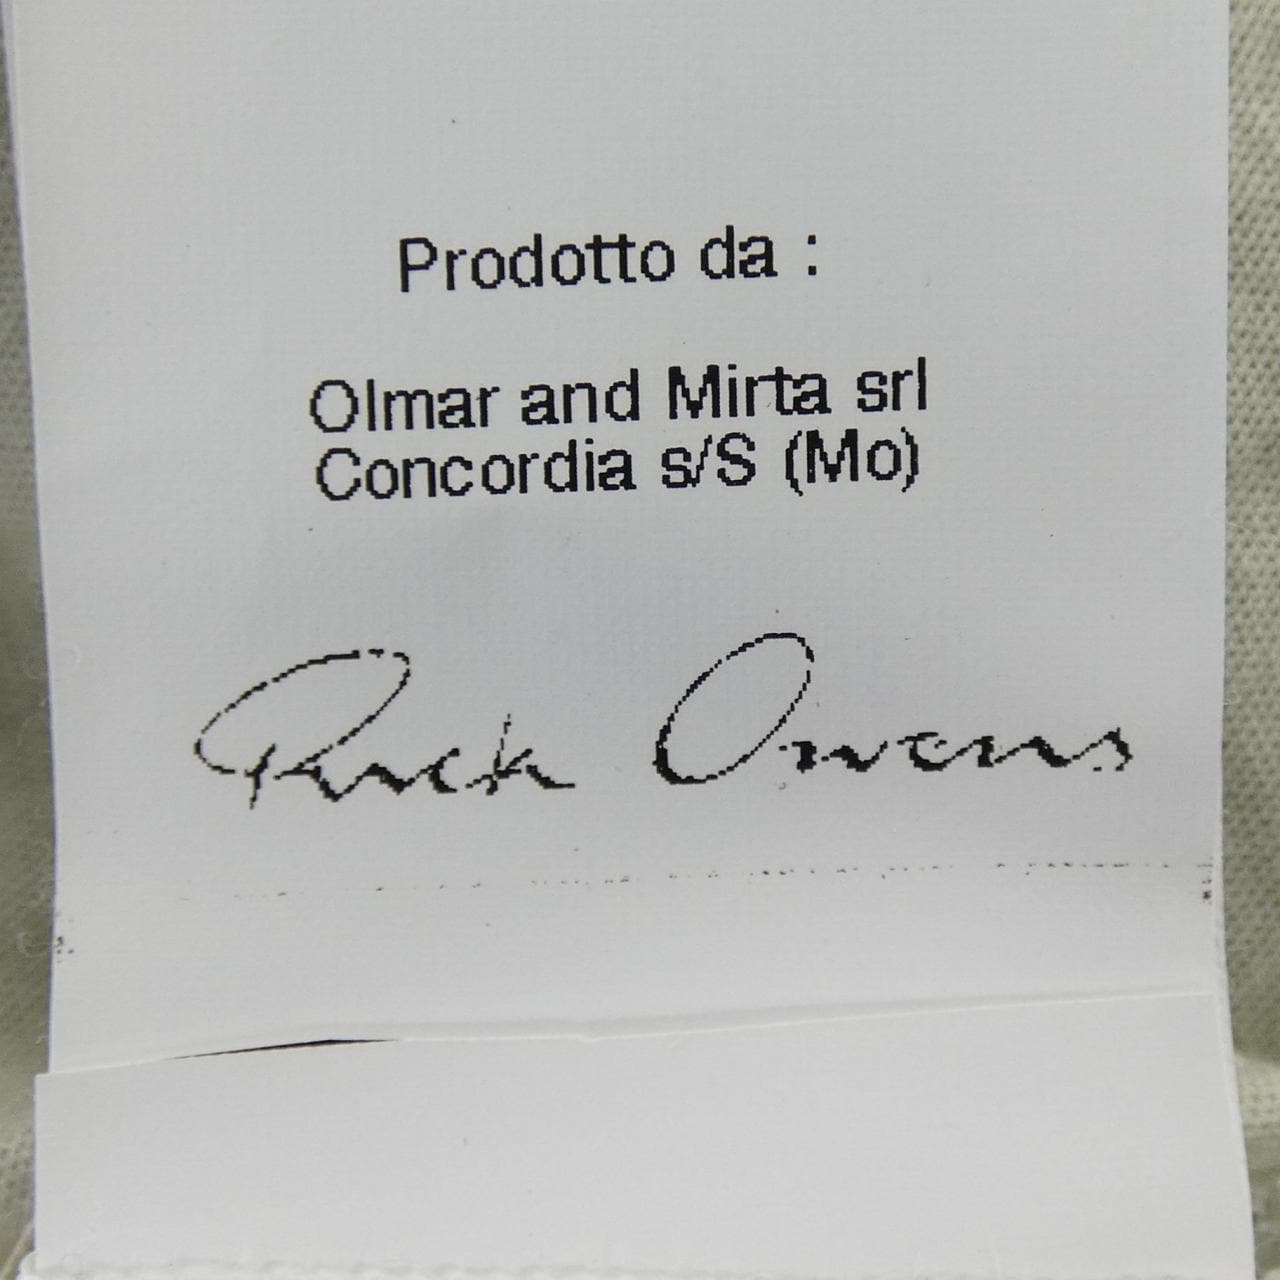 Prodotto da :
Olmar and Mirta srl
Concordia s/S (Mo)
Rick Owens